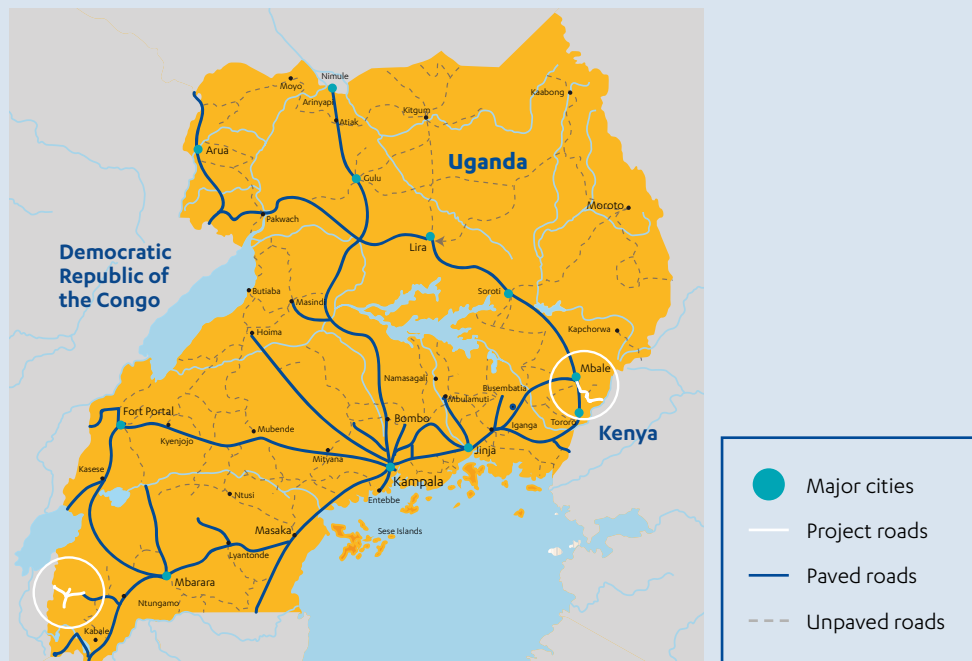 Nimule
Moyo
Kaabong
Arinyapi
Kitgum
Atiak
Arua
Uganda
Gulu
Moroto
Pakwach
Lira
Democratic
Republic of
the Congo
Butiaba
Soroti
Masindi
Hoima
Kapchorwa
Mbale
Namasagali
Busembatia
Mbulamuti
Fort Portal
Bombo
Tororo
Iganga
Kenya
Kyenjojo
Mubende
Mityana
Jinja
Kasese
Kampala
Major cities
Ntusi
Entebbe
Masaka
Sese Islands
Project roads
Lyantonde
Mbarara
Paved roads
Ntungamo
Unpaved roads
Kabale